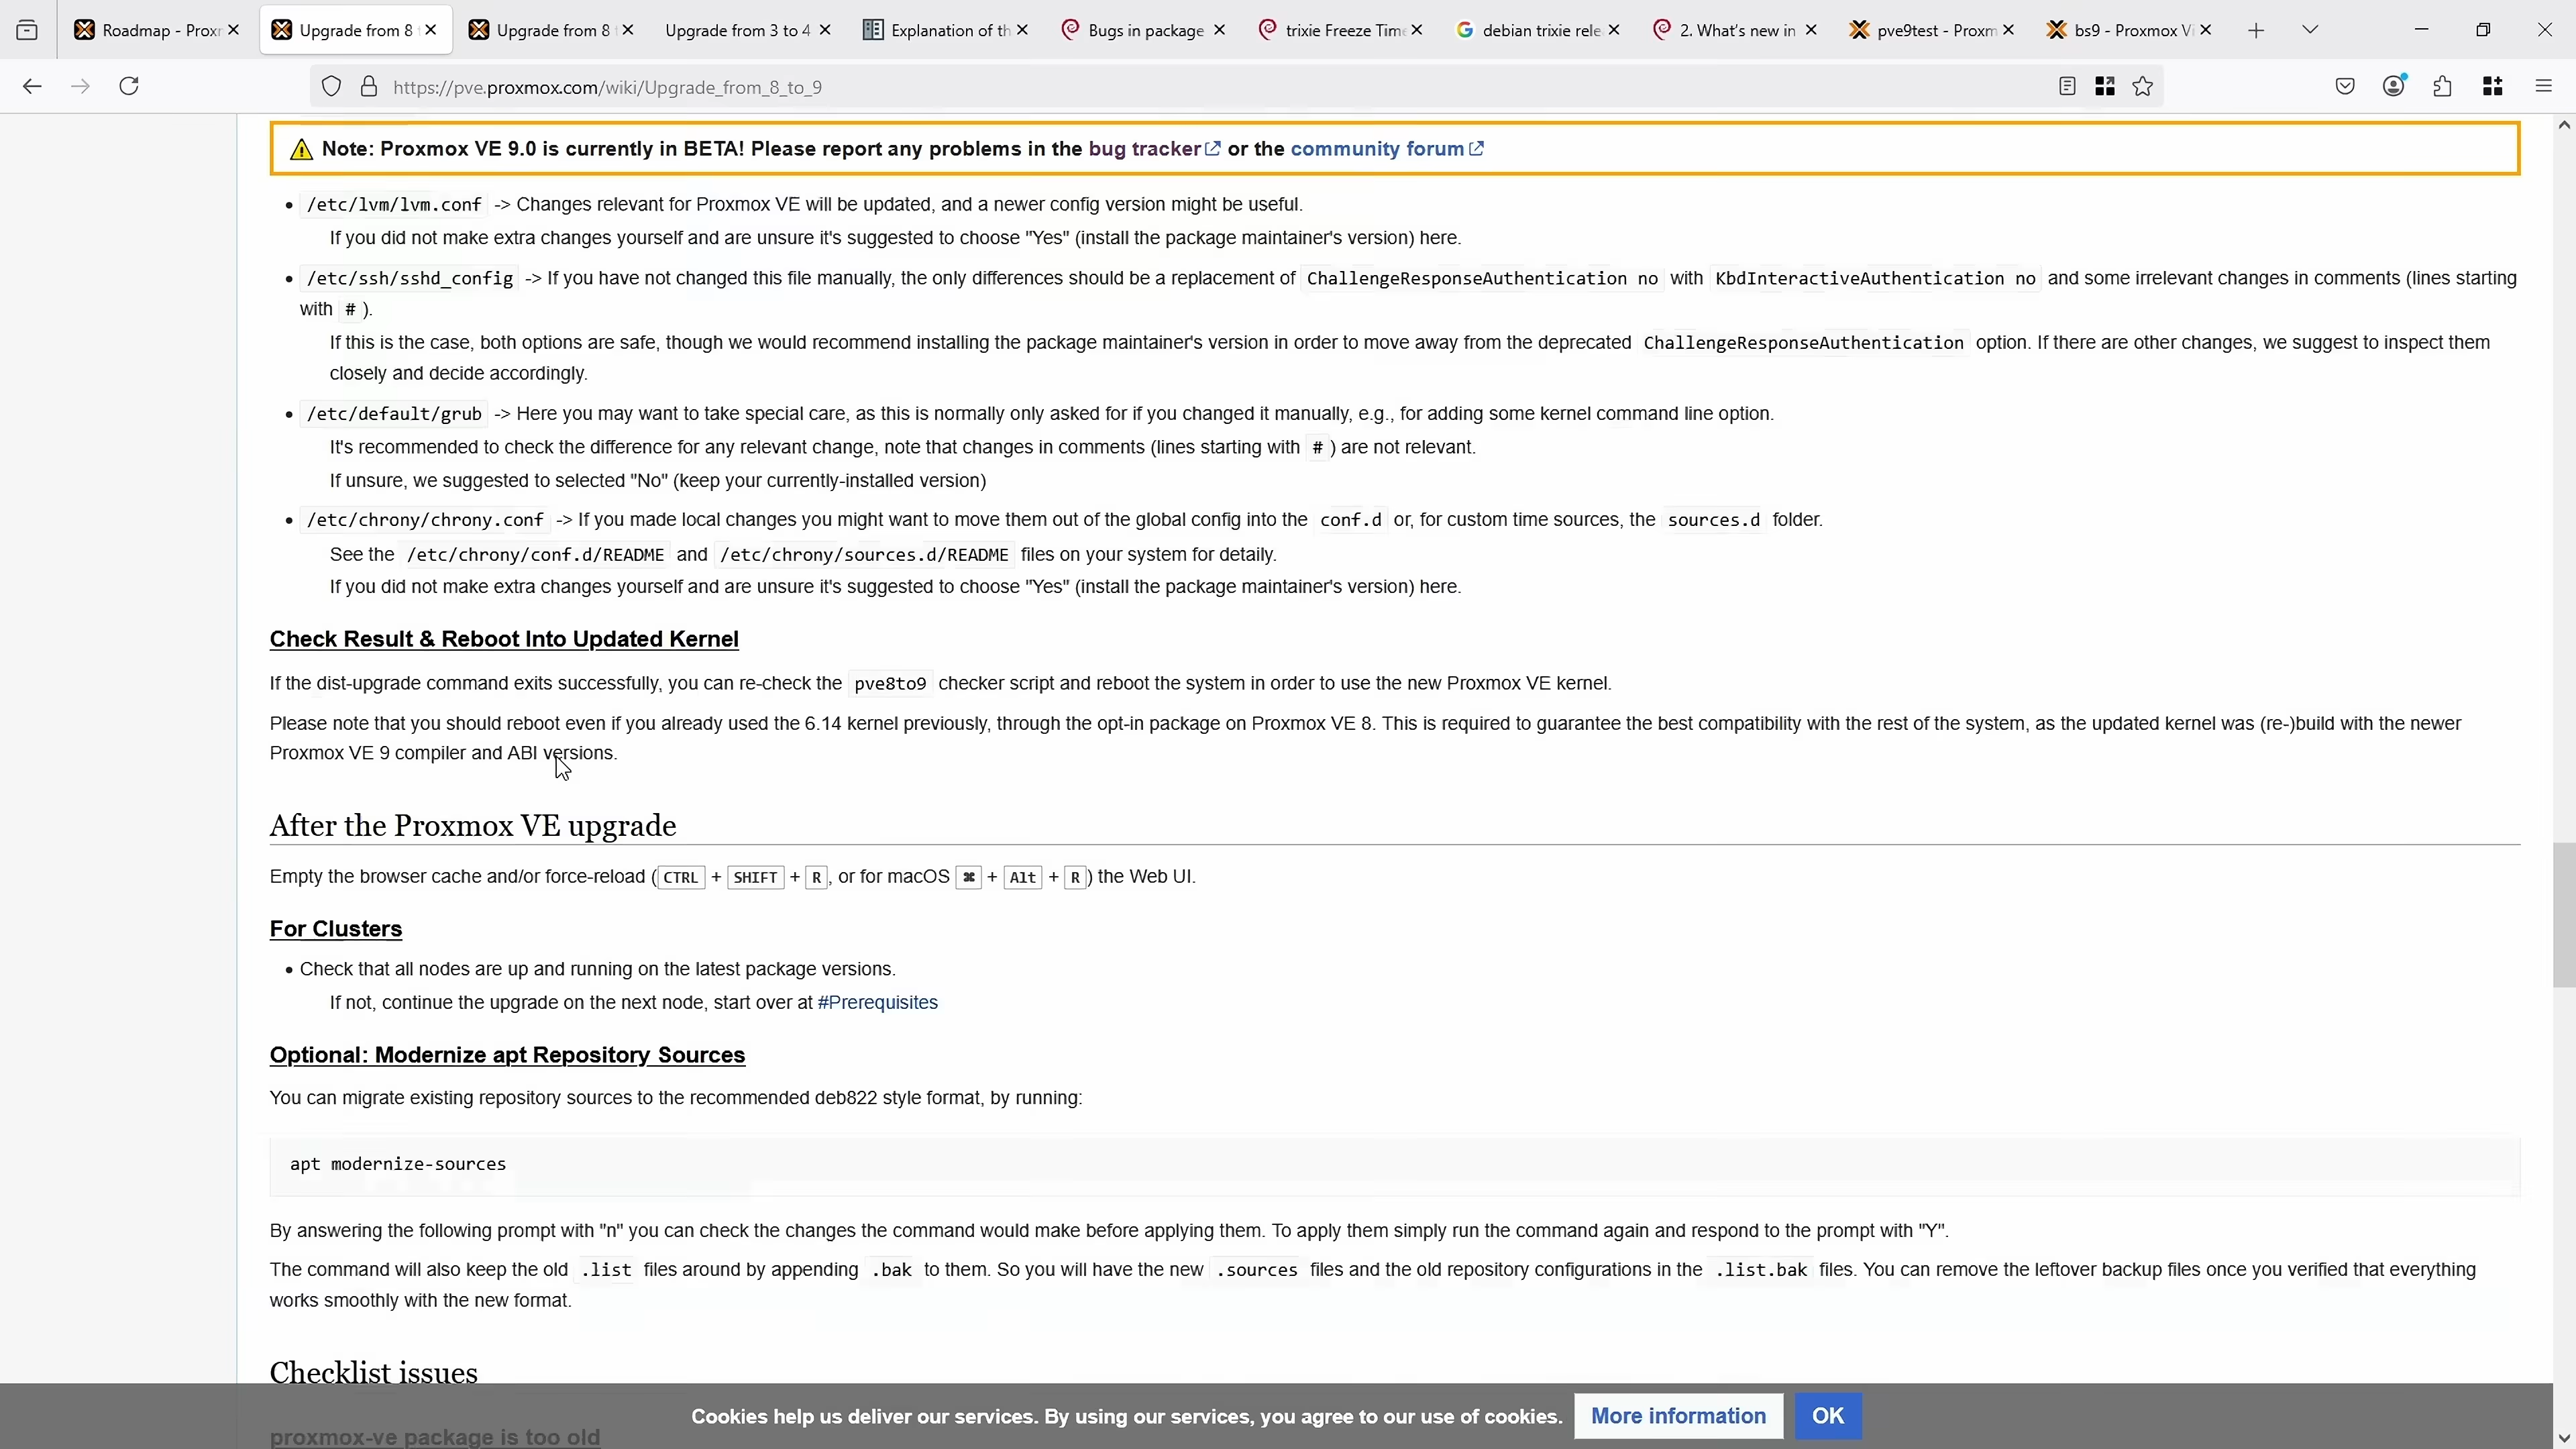 Roadmap - Prox
Upgrade from 8
Upgrade from 8
Upgrade from 3 to 4
Explanation of th
Bugs in package
trixie Freeze Time
debian trixie rele
2. What's new in
pve9test - Proxm
bs9 - Proxmox V
https://pve.proxmox.com/wiki/Upgrade_from_8_to_9
Note: Proxmox VE 9.0 is currently in BETA! Please report any problems in the bug tracker or the community forum
• /etc/lvm/lvm.conf -> Changes relevant for Proxmox VE will be updated, and a newer config version might be useful.
If you did not make extra changes yourself and are unsure it's suggested to choose "Yes" (install the package maintainer's version) here.
• /etc/ssh/sshd_config -> If you have not changed this file manually, the only differences should be a replacement of ChallengeResponseAuthentication no with KbdInteractiveAuthentication no and some irrelevant changes in comments (lines starting
with # ).
If this is the case, both options are safe, though we would recommend installing the package maintainer's version in order to move away from the deprecated ChallengeResponseAuthentication option. If there are other changes, we suggest to inspect them
closely and decide accordingly.
• /etc/default/grub -> Here you may want to take special care, as this is normally only asked for if you changed it manually, e.g., for adding some kernel command line option.
It's recommended to check the difference for any relevant change, note that changes in comments (lines starting with # ) are not relevant.
If unsure, we suggested to selected "No" (keep your currently-installed version)
• /etc/chrony/chrony.conf -> If you made local changes you might want to move them out of the global config into the conf.d or, for custom time sources, the sources.d folder.
See the /etc/chrony/conf.d/README and /etc/chrony/sources.d/README files on your system for detaily.
If you did not make extra changes yourself and are unsure it's suggested to choose "Yes" (install the package maintainer's version) here.
Check Result & Reboot Into Updated Kernel
If the dist-upgrade command exits successfully, you can re-check the pve8to9 checker script and reboot the system in order to use the new Proxmox VE kernel.
Please note that you should reboot even if you already used the 6.14 kernel previously, through the opt-in package on Proxmox VE 8. This is required to guarantee the best compatibility with the rest of the system, as the updated kernel was (re-)build with the newer
Proxmox VE 9 compiler and ABI versions.
After the Proxmox VE upgrade
Empty the browser cache and/or force-reload ( CTRL + SHIFT + R , or for macOS ⌘ + Alt + R ) the Web UI.
For Clusters
• Check that all nodes are up and running on the latest package versions.
If not, continue the upgrade on the next node, start over at #Prerequisites
Optional: Modernize apt Repository Sources
You can migrate existing repository sources to the recommended deb822 style format, by running:
apt modernize-sources
By answering the following prompt with "n" you can check the changes the command would make before applying them. To apply them simply run the command again and respond to the prompt with "Y".
The command will also keep the old .list files around by appending .bak to them. So you will have the new .sources files and the old repository configurations in the .list.bak files. You can remove the leftover backup files once you verified that everything
works smoothly with the new format.
Checklist issues
Cookies help us deliver our services. By using our services, you agree to our use of cookies. More information OK
proxmox-ve package is too old